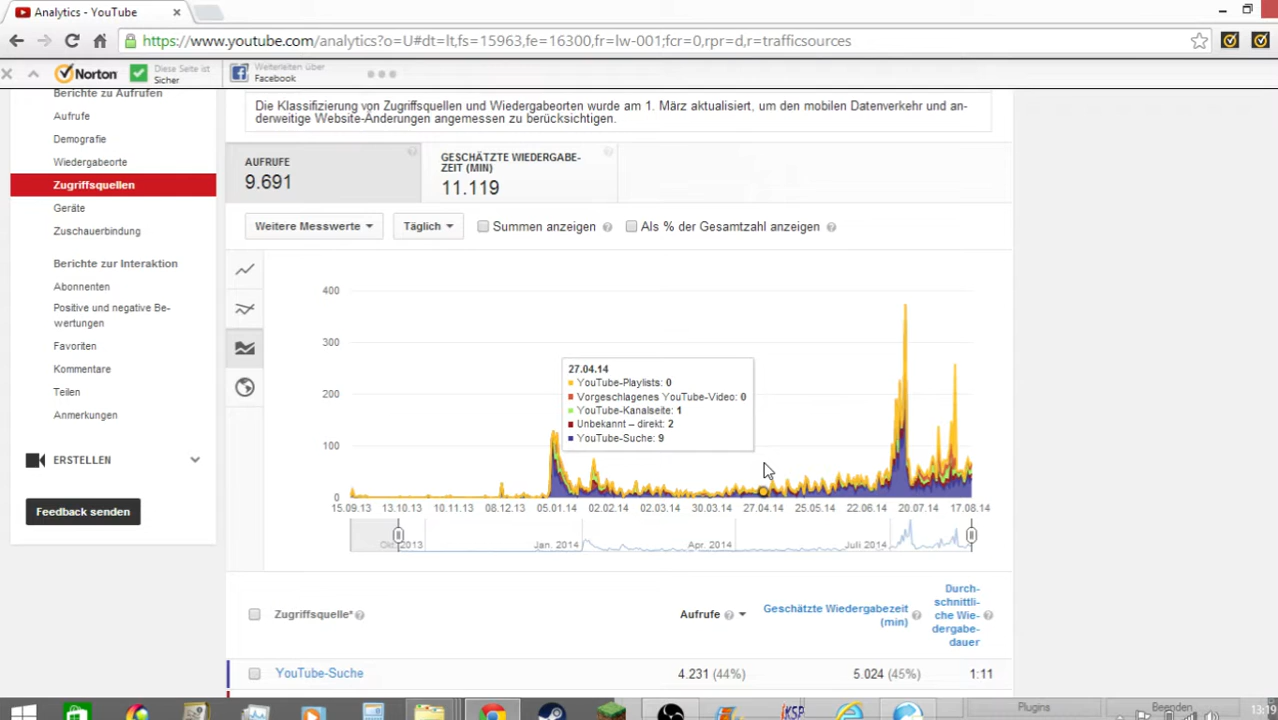 Analytics - YouTube
https://www.youtube.com/analytics?o=U#dt=lt,fs=15963,fe=16300,fr=lw-001;fcr=0,rpr=d,r=trafficsources
Norton
Diese Seite ist
Sicher
Weiterleiten über
Facebook
Berichte zu Aufrufen
Aufrufe
Demografie
Wiedergabeorte
Zugriffsquellen
Geräte
Zuschauerbindung
Berichte zur Interaktion
Abonnenten
Positive und negative Be-
wertungen
Favoriten
Kommentare
Teilen
Anmerkungen
ERSTELLEN
Feedback senden
Die Klassifizierung von Zugriffsquellen und Wiedergabeorten wurde am 1. März aktualisiert, um den mobilen Datenverkehr und an-
derweitige Website-Änderungen angemessen zu berücksichtigen.
AUFRUFE
9.691
GESCHÄTZTE WIEDERGABE-
ZEIT (MIN)
11.119
Weitere Messwerte
Täglich
Summen anzeigen
Als % der Gesamtzahl anzeigen
400
300
200
100
0
27.04.14
YouTube-Playlists: 0
Vorgeschlagenes YouTube-Video: 0
YouTube-Kanalseite: 1
Unbekannt – direkt: 2
YouTube-Suche: 9
15.09.13 13.10.13 10.11.13 08.12.13 05.01.14 02.02.14 02.03.14 30.03.14 27.04.14 25.05.14 22.06.14 20.07.14 17.08.14
Okt. 2013 Jan. 2014 Apr. 2014 Juli 2014
Zugriffsquelle*
Aufrufe
Geschätzte Wiedergabezeit
(min)
Durch-
schnittli-
che Wie-
dergabe-
dauer
YouTube-Suche 4.231 (44%) 5.024 (45%) 1:11
KSP
Plugins
Beenden
13:19